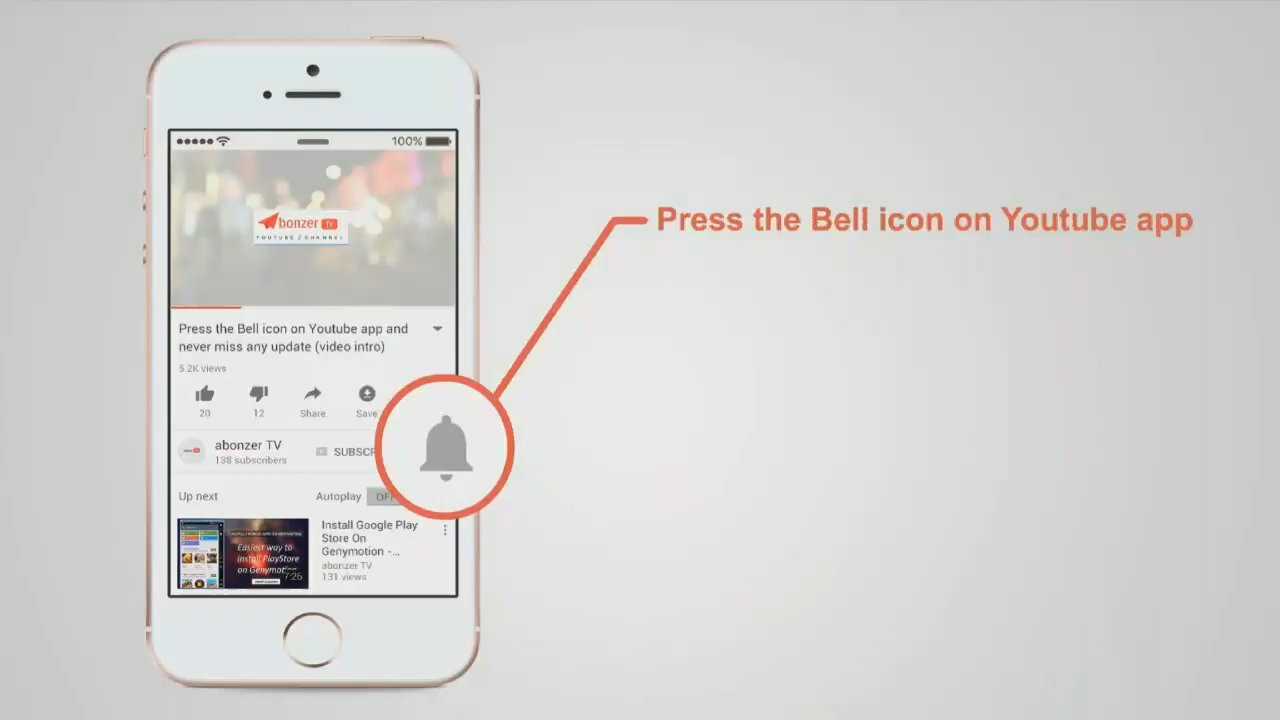 100%
abonzer TV
YOUTUBE / CHANNEL
Press the Bell icon on Youtube app
Press the Bell icon on Youtube app and
never miss any update (video intro)
5.2K views
20
12
Share
Save
abonzer TV
138 subscribers
SUBSCR
Up next
Autoplay
OFF
Easiest way to
install PlayStore
on Genymotion
7:26
Install Google Play
Store On
Genymotion -...
abonzer TV
131 views